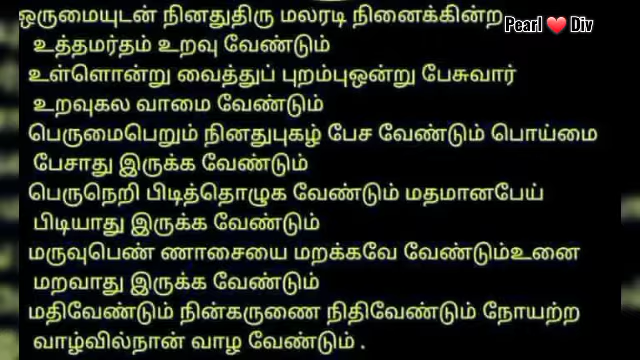 ஒருமையுடன் நினதுதிரு மலரடி நினைக்கின்ற
Pearl ❤️ Div
உத்தமர்தம் உறவு வேண்டும்
உள்ளொன்று வைத்துப் புறம்புஒன்று பேசுவார்
உறவுகல வாமை வேண்டும்
பெருமைபெறும் நினதுபுகழ் பேச வேண்டும் பொய்மை
பேசாது இருக்க வேண்டும்
பெருநெறி பிடித்தொழுக வேண்டும் மதமானபேய்
பிடியாது இருக்க வேண்டும்
மருவுபெண் ணாசையை மறக்கவே வேண்டும்உனை
மறவாது இருக்க வேண்டும்
மதிவேண்டும் நின்கருணை நிதிவேண்டும் நோயற்ற
வாழ்வில்நான் வாழ வேண்டும் .